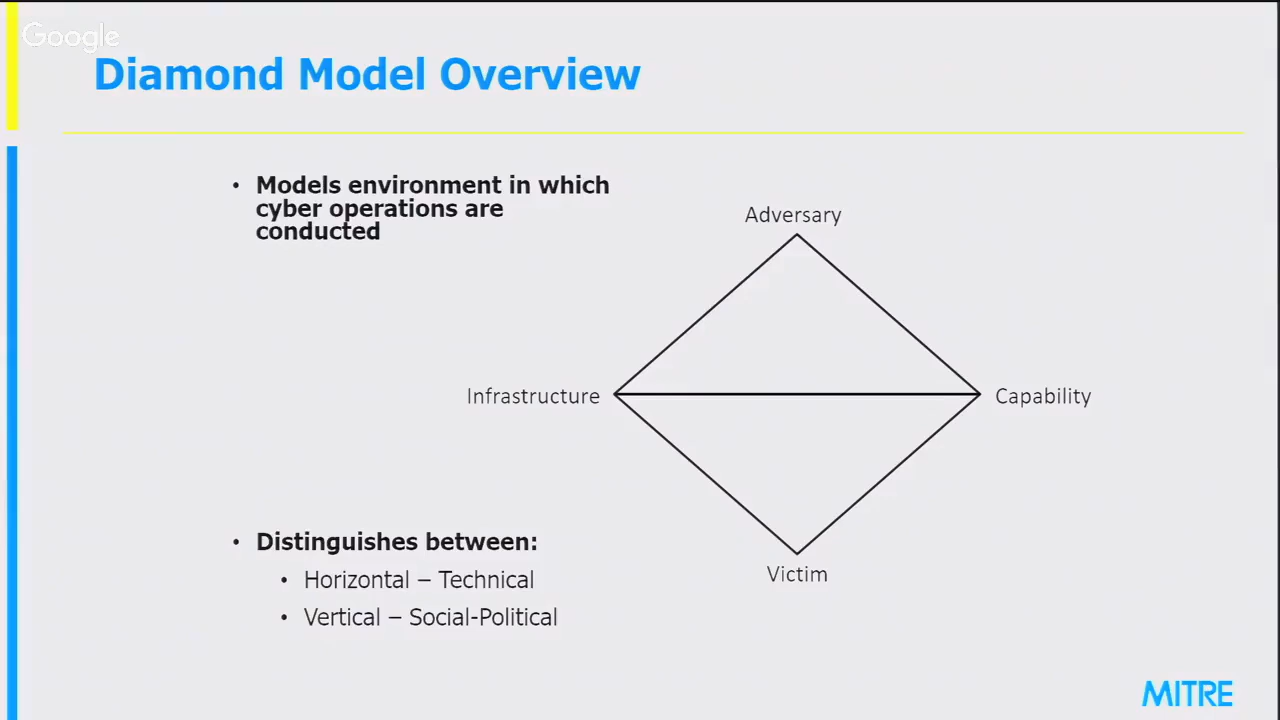 Google
Diamond Model Overview
• Models environment in which
cyber operations are
conducted
Adversary
Infrastructure
Capability
Victim
• Distinguishes between:
• Horizontal – Technical
• Vertical – Social-Political
MITRE